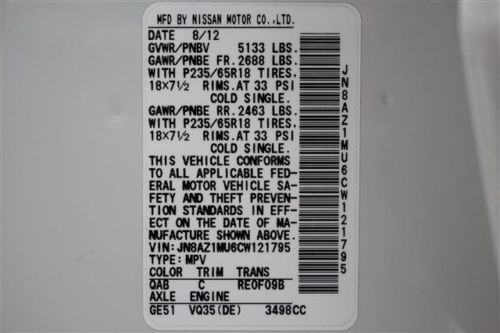 MFD BY NISSAN MOTOR CO.,LTD.
DATE 8/12
GVWR/PNBV 5133 LBS.
GAWR/PNBE FR.2688 LBS.
WITH P235/65R18 TIRES,
18×7½ RIMS.AT 33 PSI
COLD SINGLE.
GAWR/PNBE RR.2463 LBS.
WITH P235/65R18 TIRES,
18×7½ RIMS.AT 33 PSI
COLD SINGLE.
THIS VEHICLE CONFORMS
TO ALL APPLICABLE FED-
ERAL MOTOR VEHICLE SA-
FETY AND THEFT PREVEN-
TION STANDARDS IN EFF-
ECT ON THE DATE OF MA-
NUFACTURE SHOWN ABOVE.
VIN: JN8AZ1MU6CW121795
TYPE: MPV
COLOR TRIM TRANS
QAB C RE0F09B
AXLE ENGINE
GE51 VQ35(DE) 3498CC
JN8AZ1MU6CW121795